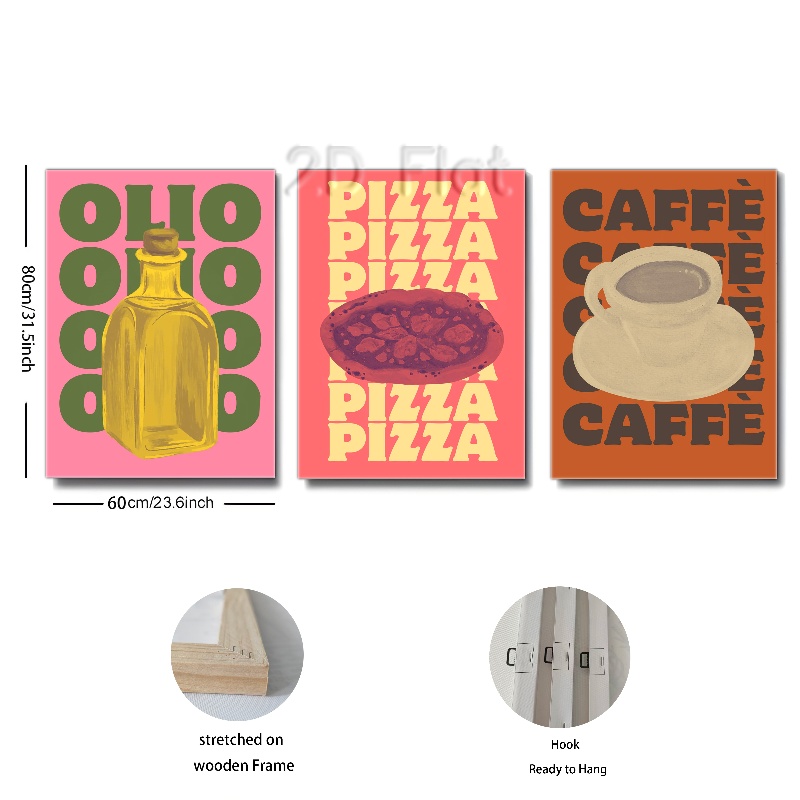 2D Flat
OLIO
OLIO
OLIO
OLIO
PIZZA
PIZZA
PIZZA
PIZZA
PIZZA
PIZZA
CAFFÈ
CAFFÈ
CAFFÈ
CAFFÈ
CAFFÈ
CAFFÈ
80cm/31.5inch
60cm/23.6inch
stretched on
wooden Frame
Hook
Ready to Hang